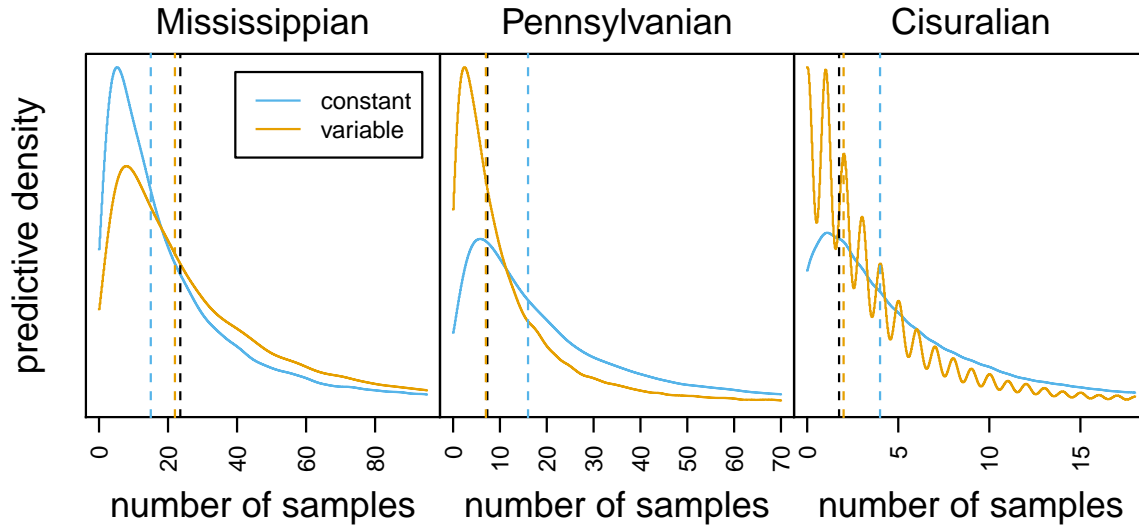 Mississippian
Pennsylvanian
Cisuralian
predictive density
constant
variable
0 20 40 60 80
0 10 20 30 40 50 60 70
0 5 10 15
number of samples
number of samples
number of samples